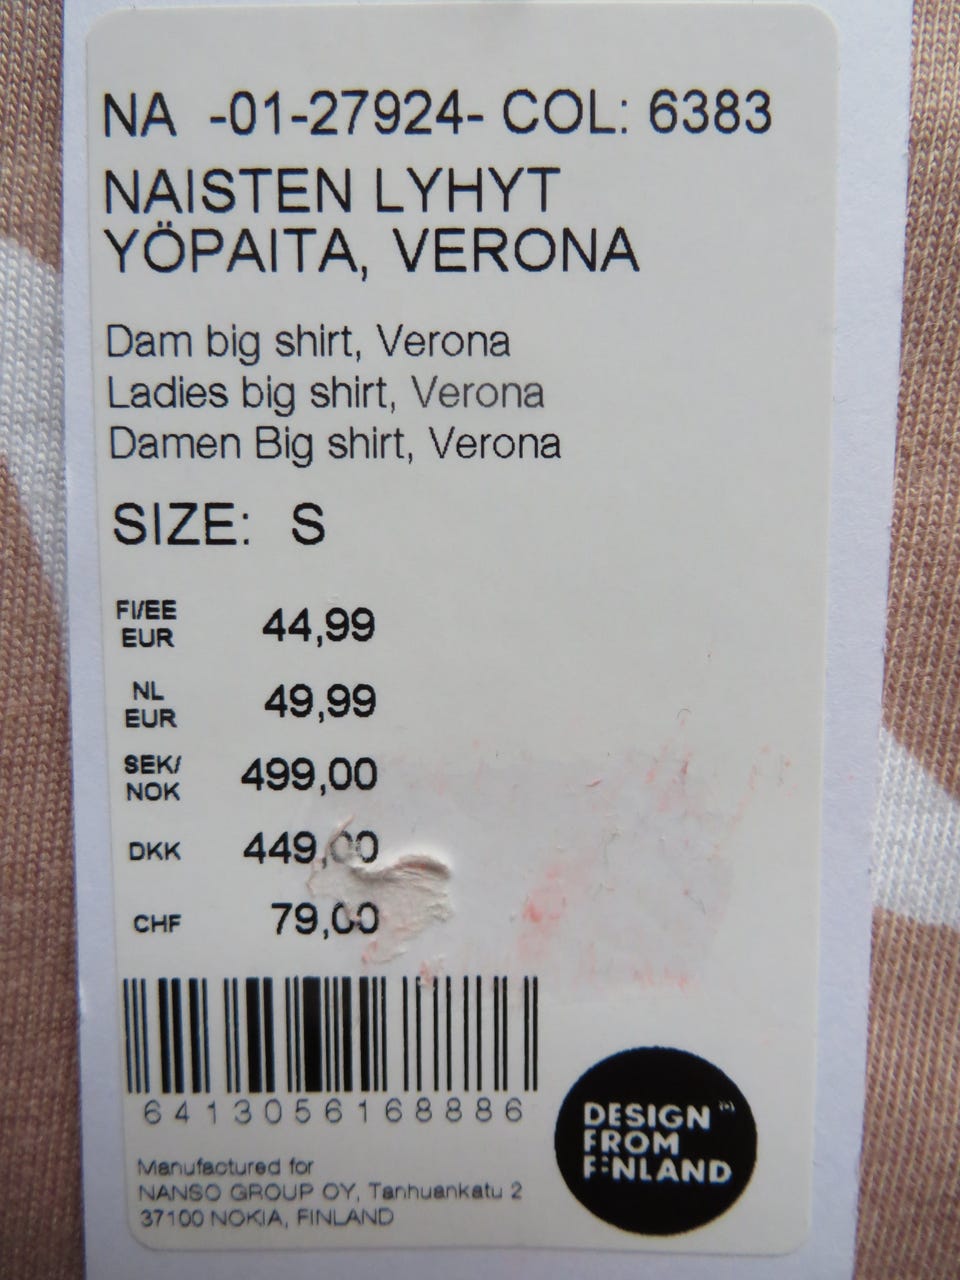 NA -01-27924- COL: 6383
NAISTEN LYHYT
YÖPAITA, VERONA
Dam big shirt, Verona
Ladies big shirt, Verona
Damen Big shirt, Verona
SIZE: S
FI/EE
EUR 44,99
NL
EUR 49,99
SEK/
NOK 499,00
DKK 449,00
CHF 79,00
6413056168886
Manufactured for
NANSO GROUP OY, Tanhuankatu 2
37100 NOKIA, FINLAND
DESIGN ™
FROM
FINLAND